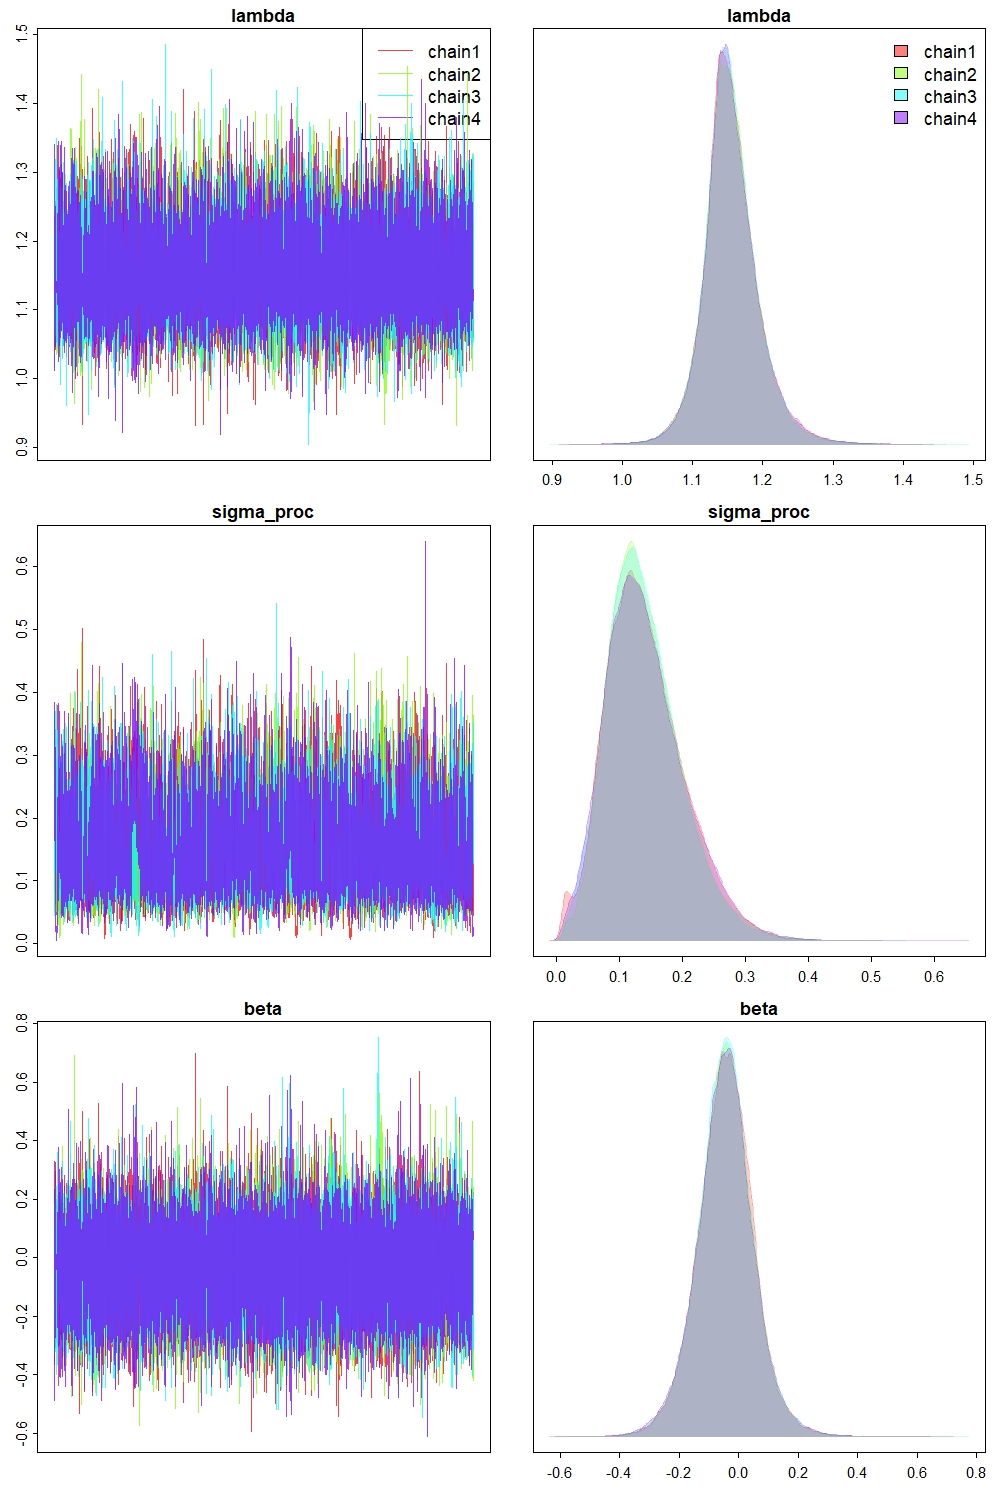 lambda
1.5
1.4
1.3
1.2
1.1
1.0
0.9
chain1
chain2
chain3
chain4
lambda
chain1
chain2
chain3
chain4
0.9 1.0 1.1 1.2 1.3 1.4 1.5
sigma_proc
0.6
0.5
0.4
0.3
0.2
0.1
0.0
sigma_proc
0.0 0.1 0.2 0.3 0.4 0.5 0.6
beta
0.8
0.6
0.4
0.2
0.0
-0.2
-0.4
-0.6
beta
-0.6 -0.4 -0.2 0.0 0.2 0.4 0.6 0.8